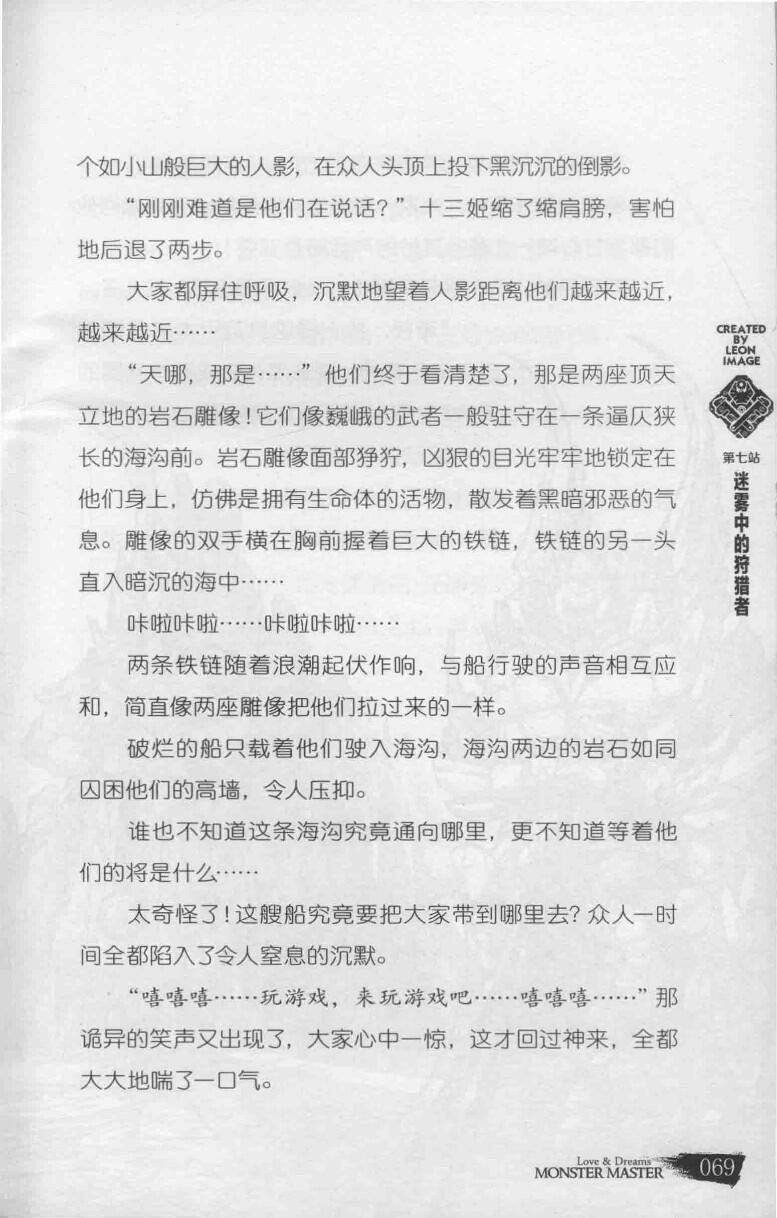 个如小山般巨大的人影，在众人头顶上投下黑沉沉的倒影。
“刚刚难道是他们在说话？”十三姬缩了缩肩膀，害怕
地后退了两步。
大家都屏住呼吸，沉默地望着人影距离他们越来越近，
越来越近……
“天哪，那是……”他们终于看清楚了，那是两座顶天
立地的岩石雕像！它们像巍峨的武者一般驻守在一条逼仄狭
长的海沟前。岩石雕像面部狰狞，凶狠的目光牢牢地锁定在
他们身上，仿佛是拥有生命体的活物，散发着黑暗邪恶的气
息。雕像的双手横在胸前握着巨大的铁链，铁链的另一头
直入暗沉的海中……
咔啦咔啦……咔啦咔啦……
两条铁链随着浪潮起伏作响，与船行驶的声音相互应
和，简直像两座雕像把他们拉过来的一样。
破烂的船只载着他们驶入海沟，海沟两边的岩石如同
囚困他们的高墙，令人压抑。
谁也不知道这条海沟究竟通向哪里，更不知道等着他
们的将是什么……
太奇怪了！这艘船究竟要把大家带到哪里去？众人一时
间全都陷入了令人窒息的沉默。
“嘻嘻嘻……玩游戏，来玩游戏吧……嘻嘻嘻……”那
诡异的笑声又出现了，大家心中一惊，这才回过神来，全都
大大地喘了一口气。
CREATED
BY
LEON
IMAGE
第七站
迷雾中的狩猎者
Love & Dreams
MONSTER MASTER
069